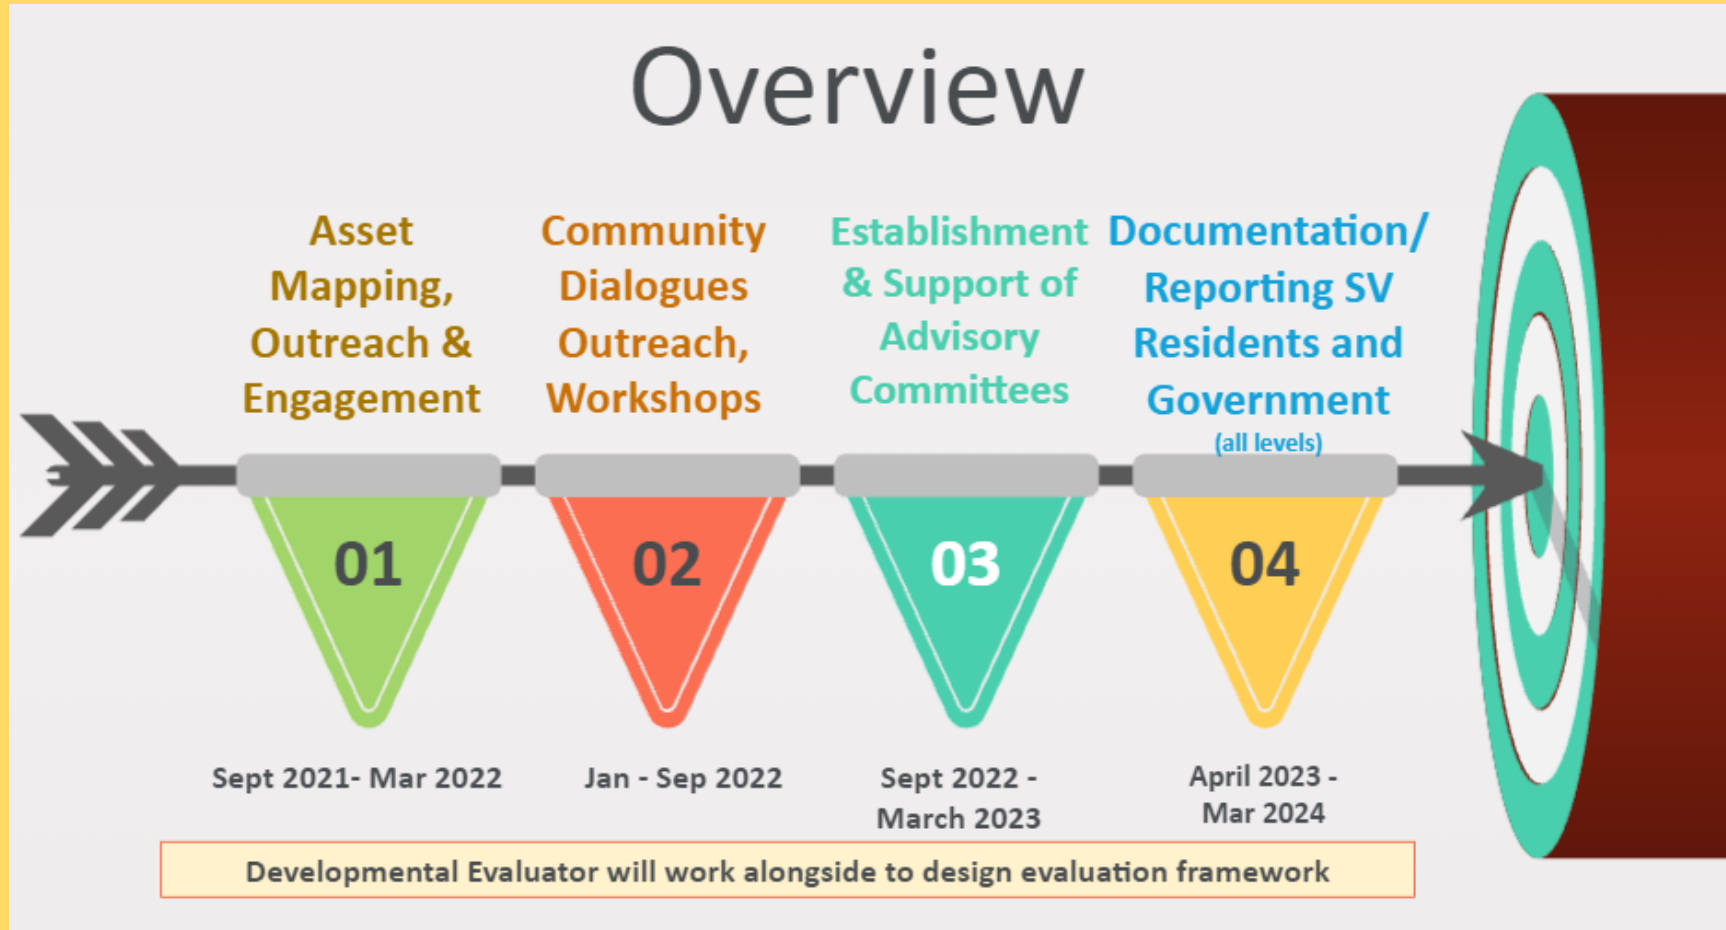 Overview
Asset
Mapping,
Outreach &
Engagement
Community
Dialogues
Outreach,
Workshops
Establishment
& Support of
Advisory
Committees
Documentation/
Reporting SV
Residents and
Government
(all levels)
01
02
03
04
Sept 2021- Mar 2022
Jan - Sep 2022
Sept 2022 -
March 2023
April 2023 -
Mar 2024
Developmental Evaluator will work alongside to design evaluation framework